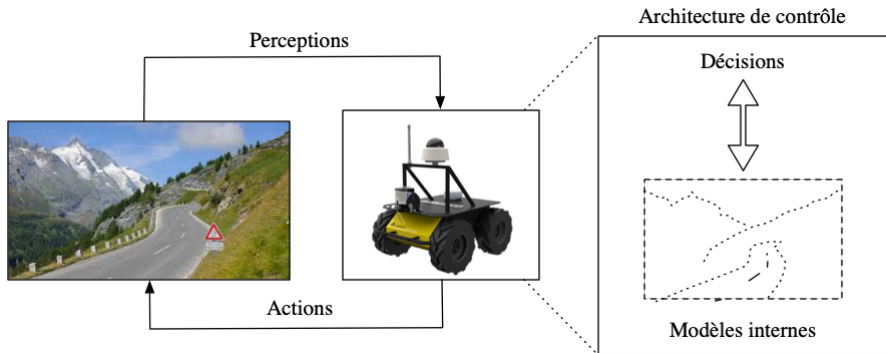 Architecture de contrôle
Perceptions
Décisions
Actions
Modèles internes